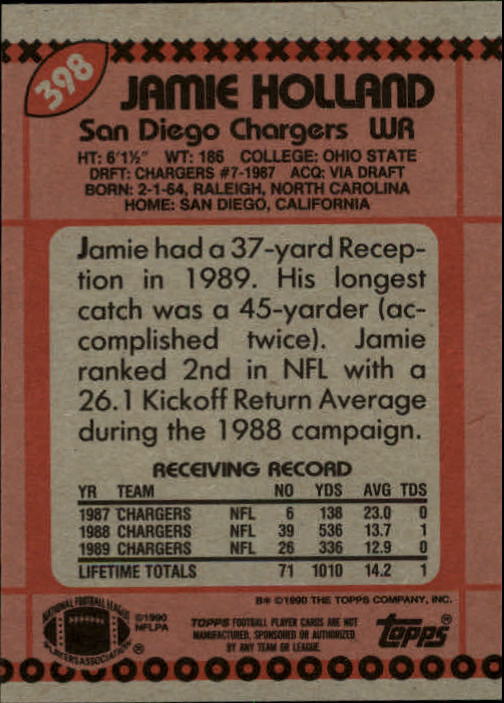 398
JAMIE HOLLAND
San Diego Chargers WR
HT: 6'1½" WT: 186 COLLEGE: OHIO STATE
DRFT: CHARGERS #7-1987 ACQ: VIA DRAFT
BORN: 2-1-64, RALEIGH, NORTH CAROLINA
HOME: SAN DIEGO, CALIFORNIA
Jamie had a 37-yard Recep-
tion in 1989. His longest
catch was a 45-yarder (ac-
complished twice). Jamie
ranked 2nd in NFL with a
26.1 Kickoff Return Average
during the 1988 campaign.
RECEIVING RECORD
YR TEAM NO YDS AVG TDS
1987 CHARGERS NFL 6 138 23.0 0
1988 CHARGERS NFL 39 536 13.7 1
1989 CHARGERS NFL 26 336 12.9 0
LIFETIME TOTALS 71 1010 14.2 1
B* ©1990 THE TOPPS COMPANY, INC.
NATIONAL FOOTBALL LEAGUE
PLAYERS ASSOCIATION ®
©1990
NFLPA
TOPPS FOOTBALL PLAYER CARDS ARE NOT
MANUFACTURED, SPONSORED OR AUTHORIZED
BY ANY TEAM OR LEAGUE.
topps ®